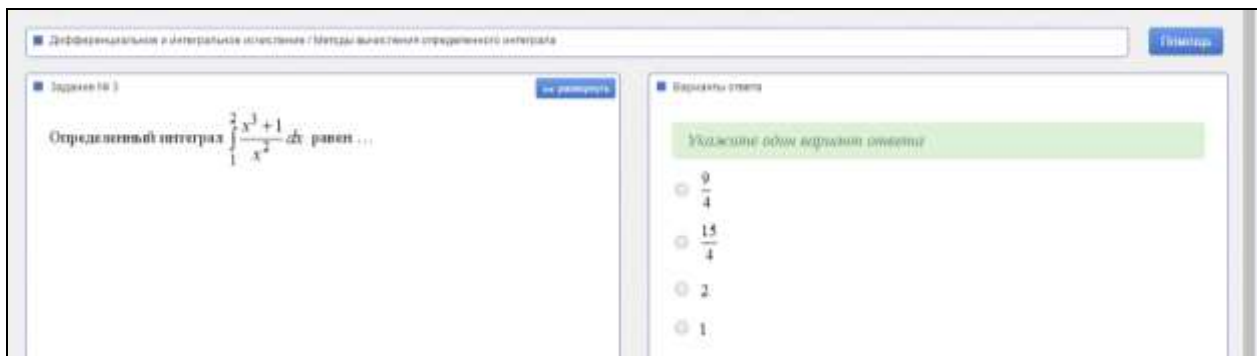 Дифференциальное и интегральное исчисление / Методы вычисления определенного интеграла
Помощь
Задание № 3
<< развернуть
Определенный интеграл ∫₁² (x³ + 1)/x² dx равен ...
Варианты ответа
Укажите один вариант ответа
9/4
15/4
2
1